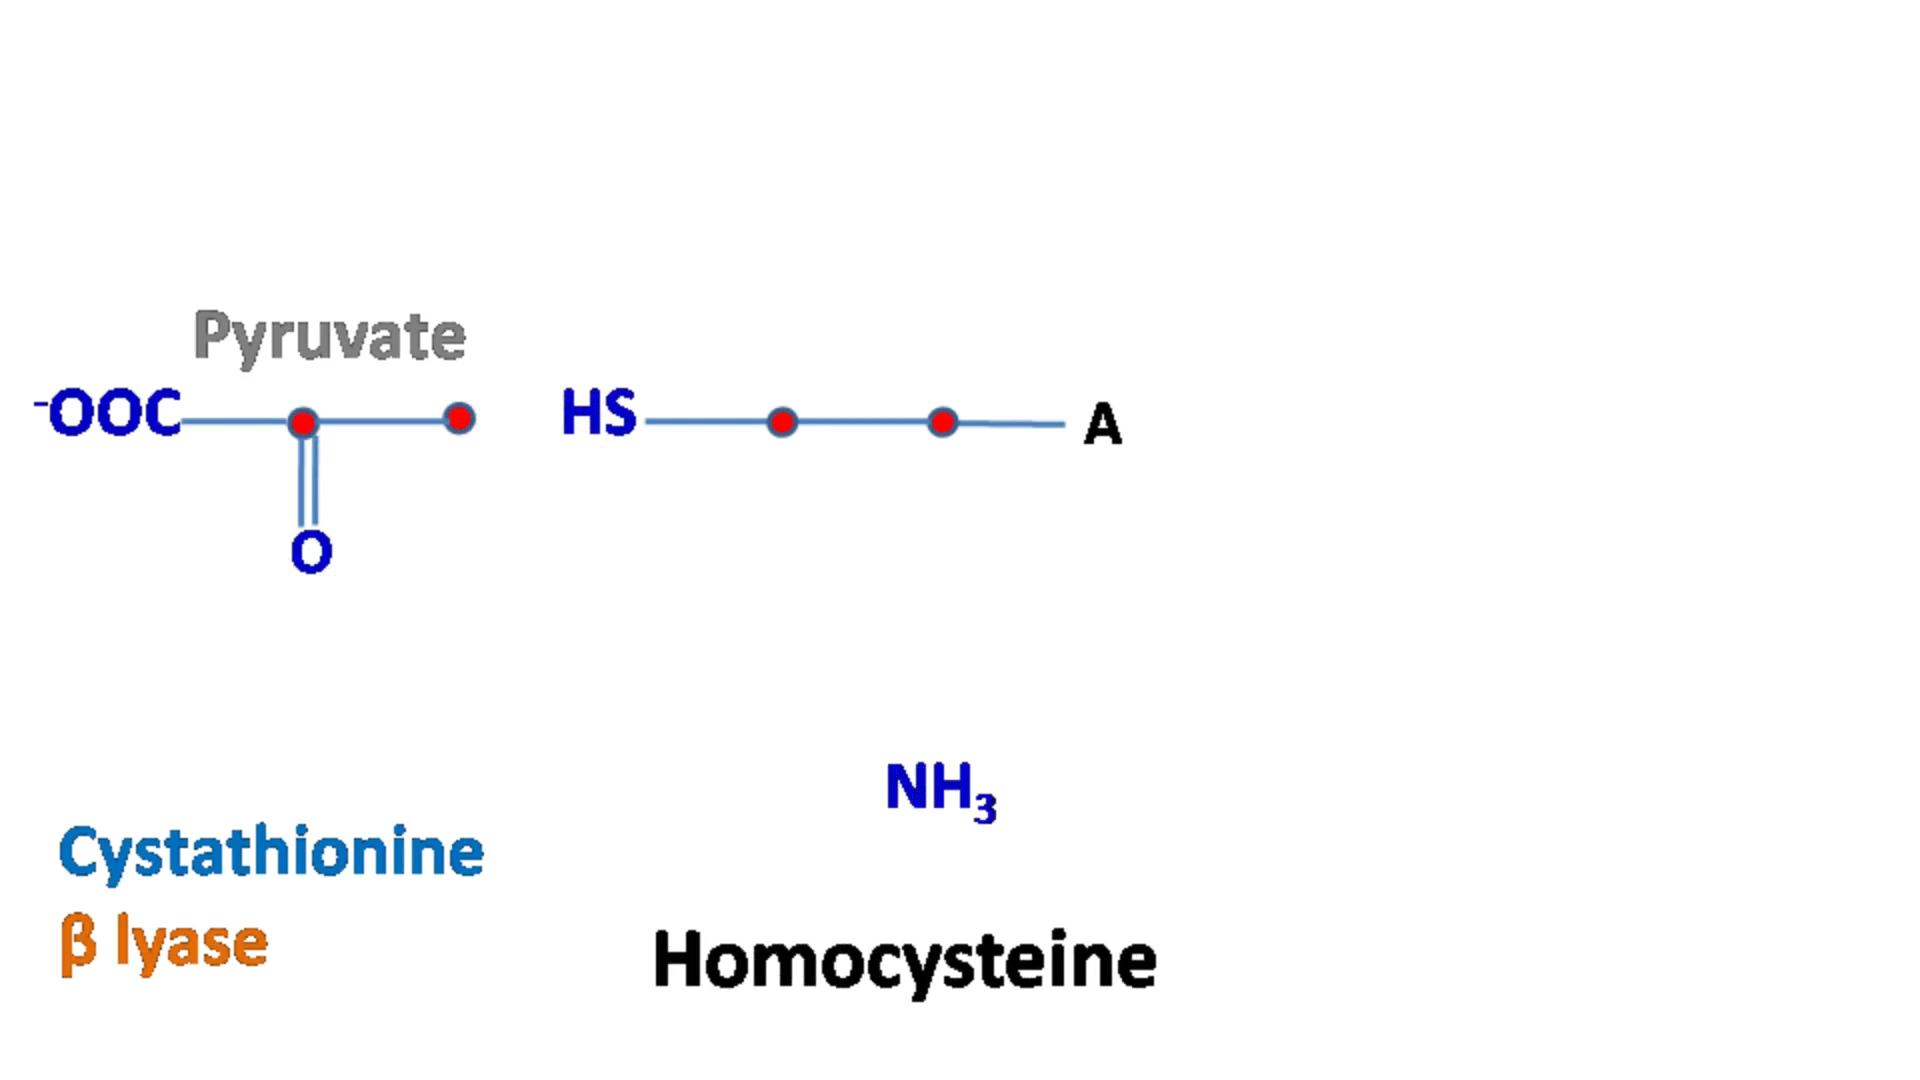 Pyruvate
⁻OOC HS A
O
NH₃
Cystathionine
β lyase
Homocysteine